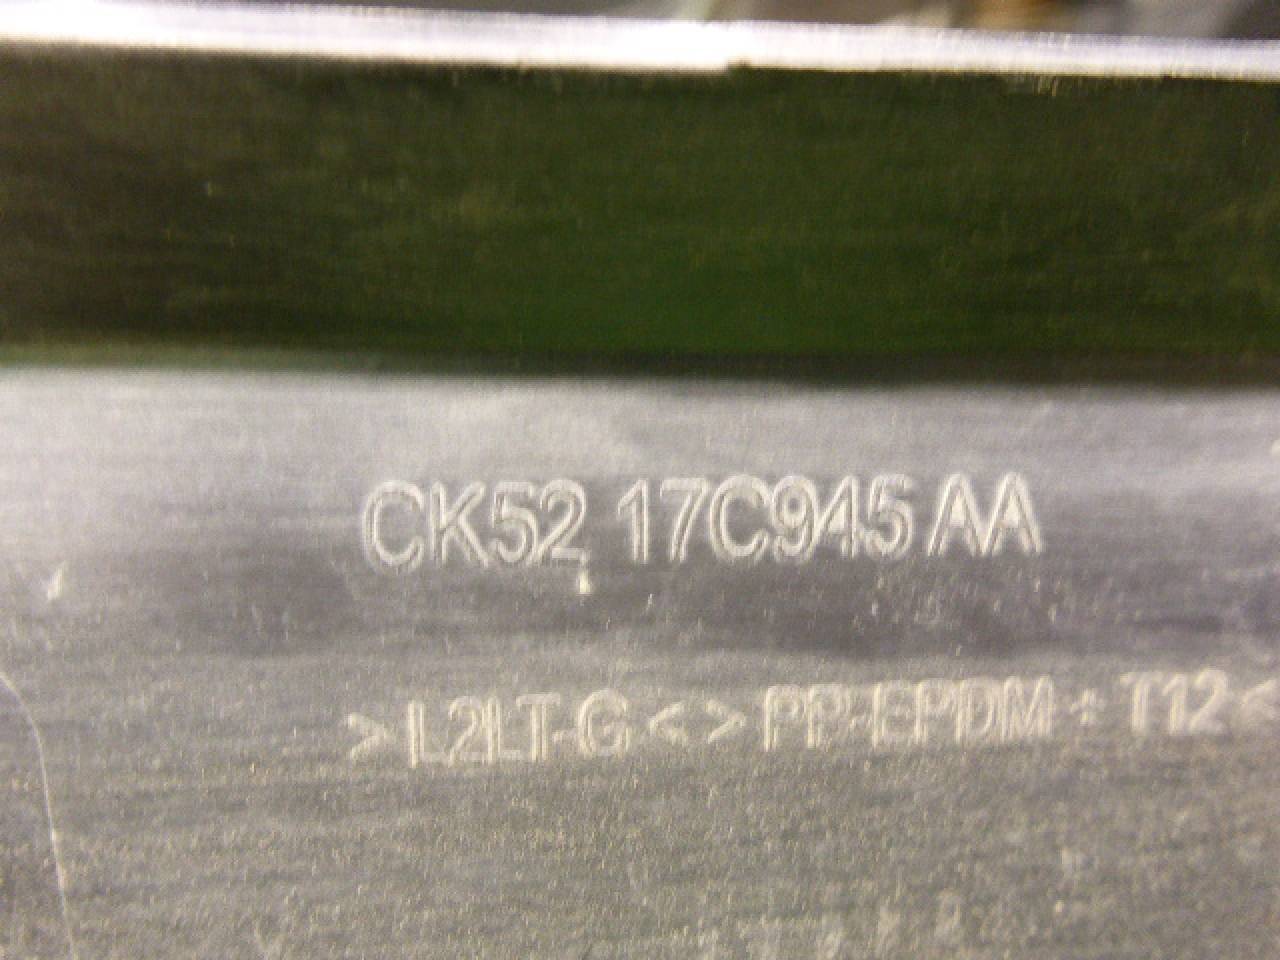 CK52 17C945 AA
>L2LT-G<>PP-EPDM+T12<